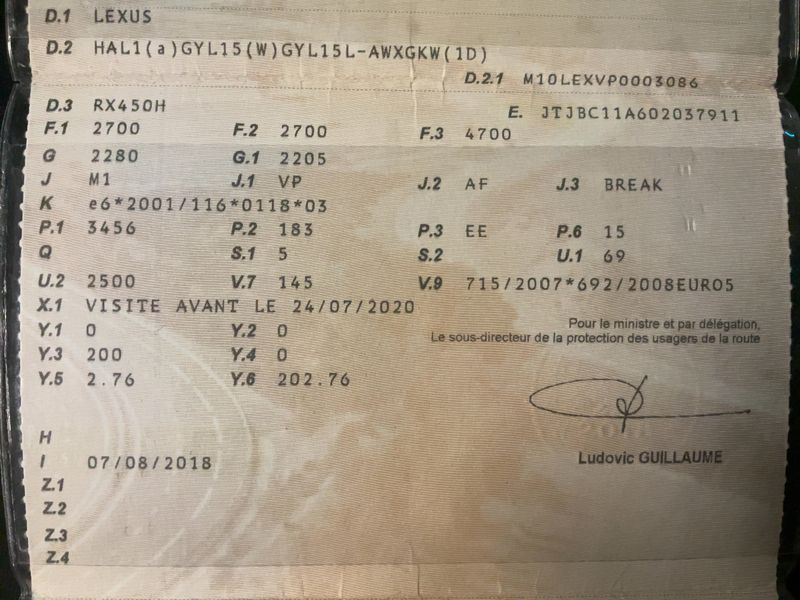 D.1 LEXUS
D.2 HAL1(a)GYL15(W)GYL15L-AWXGKW(1D)
D.2.1 M10LEXVP0003086
D.3 RX450H
E. JTJBC11A602037911
F.1 2700 F.2 2700 F.3 4700
G 2280 G.1 2205
J M1 J.1 VP J.2 AF J.3 BREAK
K e6*2001/116*0118*03
P.1 3456 P.2 183 P.3 EE P.6 15
Q S.1 5 S.2 U.1 69
U.2 2500 V.7 145 V.9 715/2007*692/2008EURO5
X.1 VISITE AVANT LE 24/07/2020
Y.1 0 Y.2 0
Pour le ministre et par délégation,
Le sous-directeur de la protection des usagers de la route
Y.3 200 Y.4 0
Y.5 2.76 Y.6 202.76
H
I 07/08/2018
Ludovic GUILLAUME
Z.1
Z.2
Z.3
Z.4